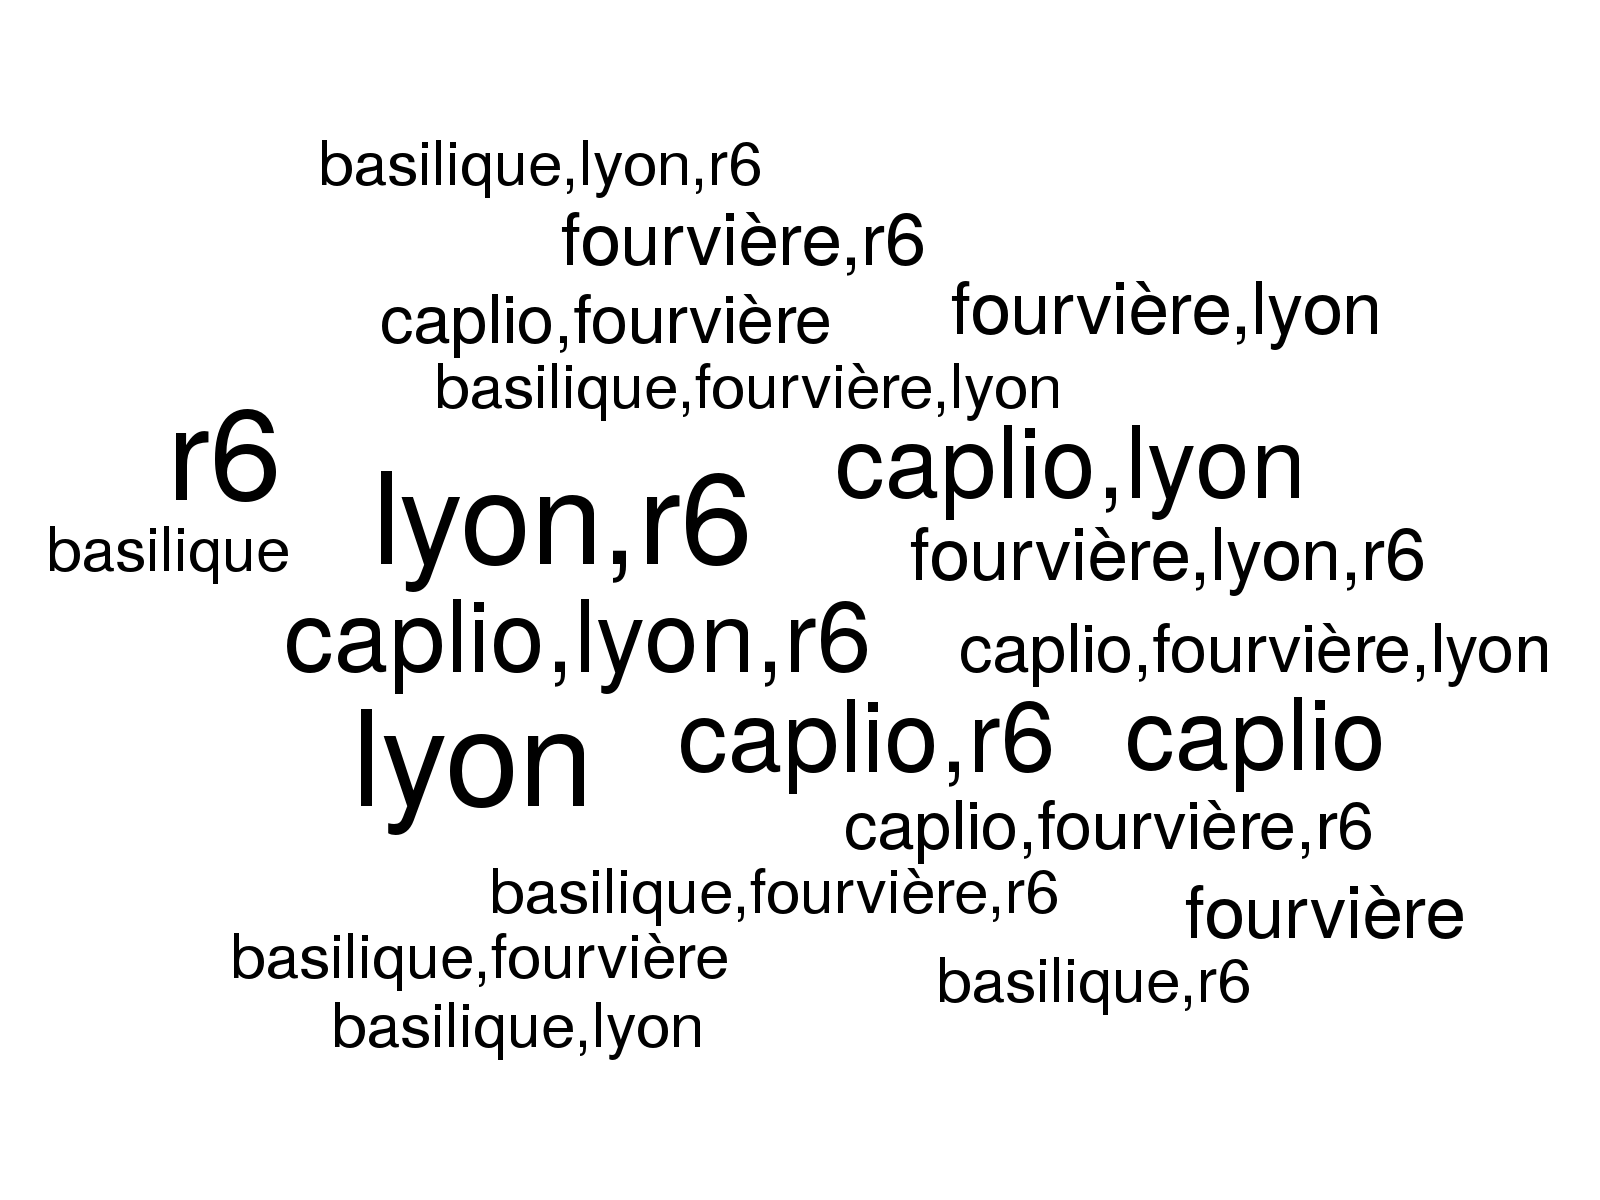 basilique,lyon,r6
fourvière,r6
fourvière,lyon
caplio,fourvière
basilique,fourvière,lyon
r6
caplio,lyon
lyon,r6
basilique
fourvière,lyon,r6
caplio,lyon,r6
caplio,fourvière,lyon
lyon
caplio,r6
caplio
caplio,fourvière,r6
basilique,fourvière,r6
fourvière
basilique,fourvière
basilique,r6
basilique,lyon